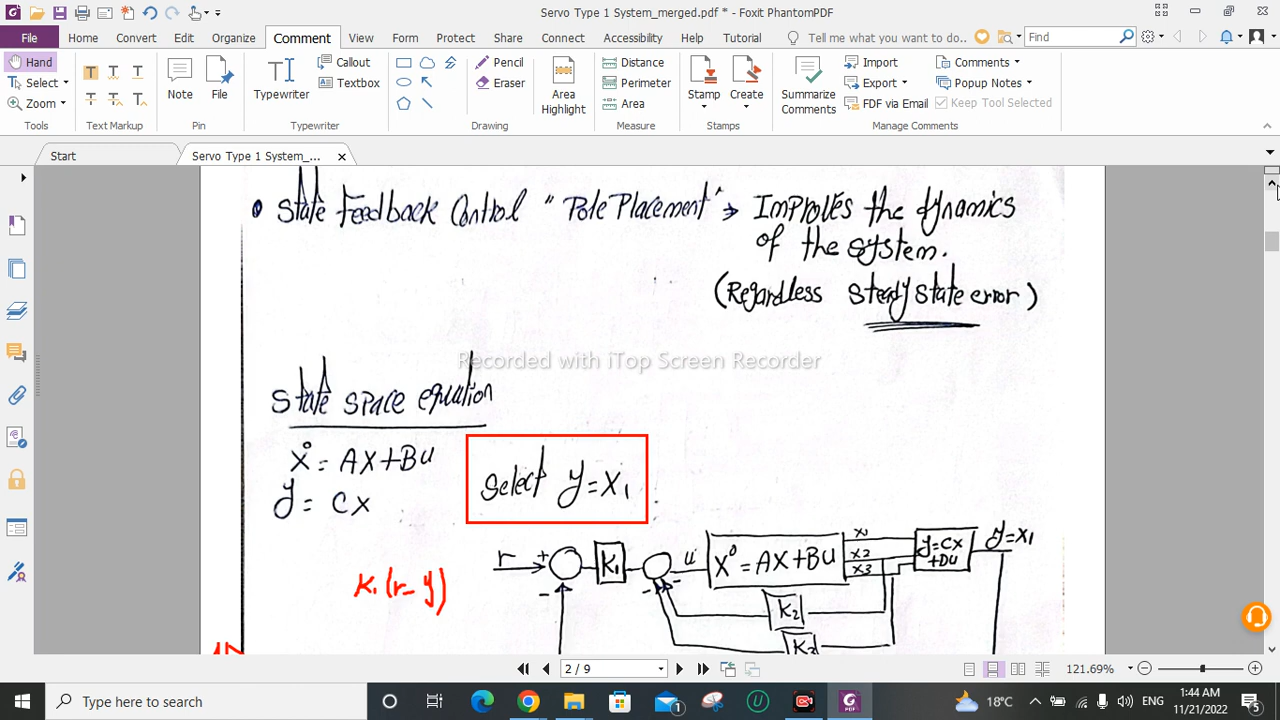 Servo Type 1 System_merged.pdf * - Foxit PhantomPDF
File Home Convert Edit Organize Comment View Form Protect Share Connect Accessibility Help Tutorial Tell me what you want to do.. Find
Hand
Select
Zoom
Tools
Text Markup
Note
File
Pin
Typewriter
Callout
Textbox
Typewriter
Pencil
Eraser
Drawing
Area Highlight
Distance
Perimeter
Area
Measure
Stamp
Create
Stamps
Summarize Comments
Import
Export
FDF via Email
Comments
Popup Notes
Keep Tool Selected
Manage Comments
Start
Servo Type 1 System_...
• State Feedback Control "Pole Placement" → Improves the dynamics
of the system.
(Regardless steady state error)
Recorded with iTop Screen Recorder
State space equation
X° = AX+BU
y = CX
Select y=X1
K1(r-y)
r + - K1 - - u X° = AX+BU X1 X2 X3 y=CX +DU y=X1
K2
K3
2 / 9
121.69%
Type here to search
1
18°C
ENG
1:44 AM
11/21/2022
5